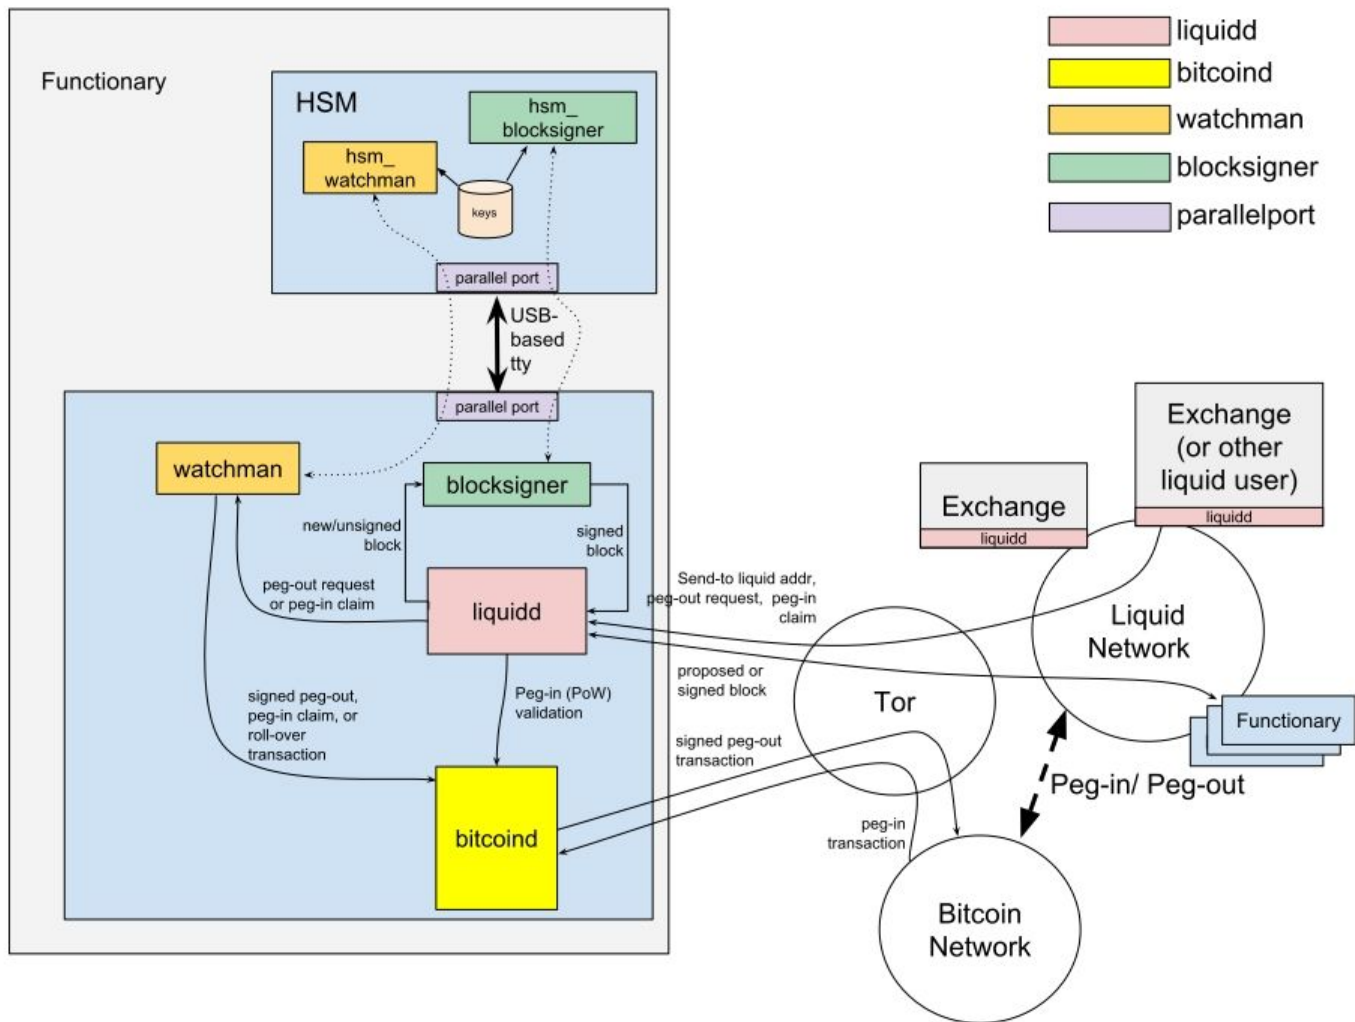 Functionary
HSM
hsm_
blocksigner
hsm_
watchman
keys
parallel port
USB-
based
tty
parallel port
watchman
blocksigner
new/unsigned
block
signed
block
peg-out request
or peg-in claim
liquidd
signed peg-out,
peg-in claim, or
roll-over
transaction
Peg-in (PoW)
validation
bitcoind
liquidd
bitcoind
watchman
blocksigner
parallelport
Exchange
liquidd
Exchange
(or other
liquid user)
liquidd
Send-to liquid addr,
peg-out request, peg-in
claim
Liquid
Network
proposed or
signed block
Tor
Functionary
signed peg-out
transaction
Peg-in/ Peg-out
peg-in
transaction
Bitcoin
Network